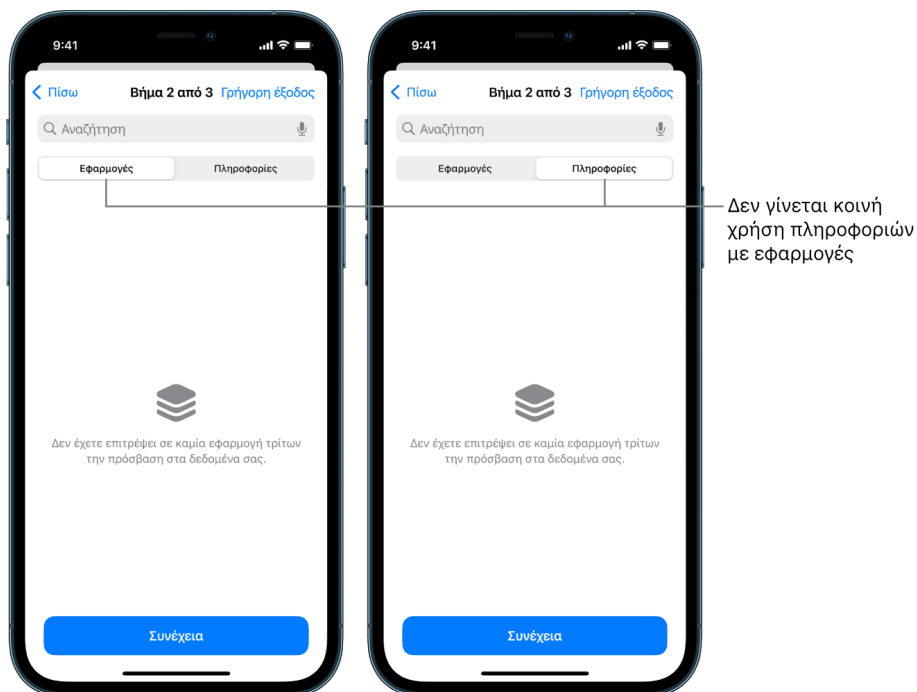 9:41
Πίσω Βήμα 2 από 3 Γρήγορη έξοδος
Αναζήτηση
Εφαρμογές Πληροφορίες
Δεν έχετε επιτρέψει σε καμία εφαρμογή τρίτων
την πρόσβαση στα δεδομένα σας.
Συνέχεια
9:41
Πίσω Βήμα 2 από 3 Γρήγορη έξοδος
Αναζήτηση
Εφαρμογές Πληροφορίες
Δεν έχετε επιτρέψει σε καμία εφαρμογή τρίτων
την πρόσβαση στα δεδομένα σας.
Συνέχεια
Δεν γίνεται κοινή
χρήση πληροφοριών
με εφαρμογές